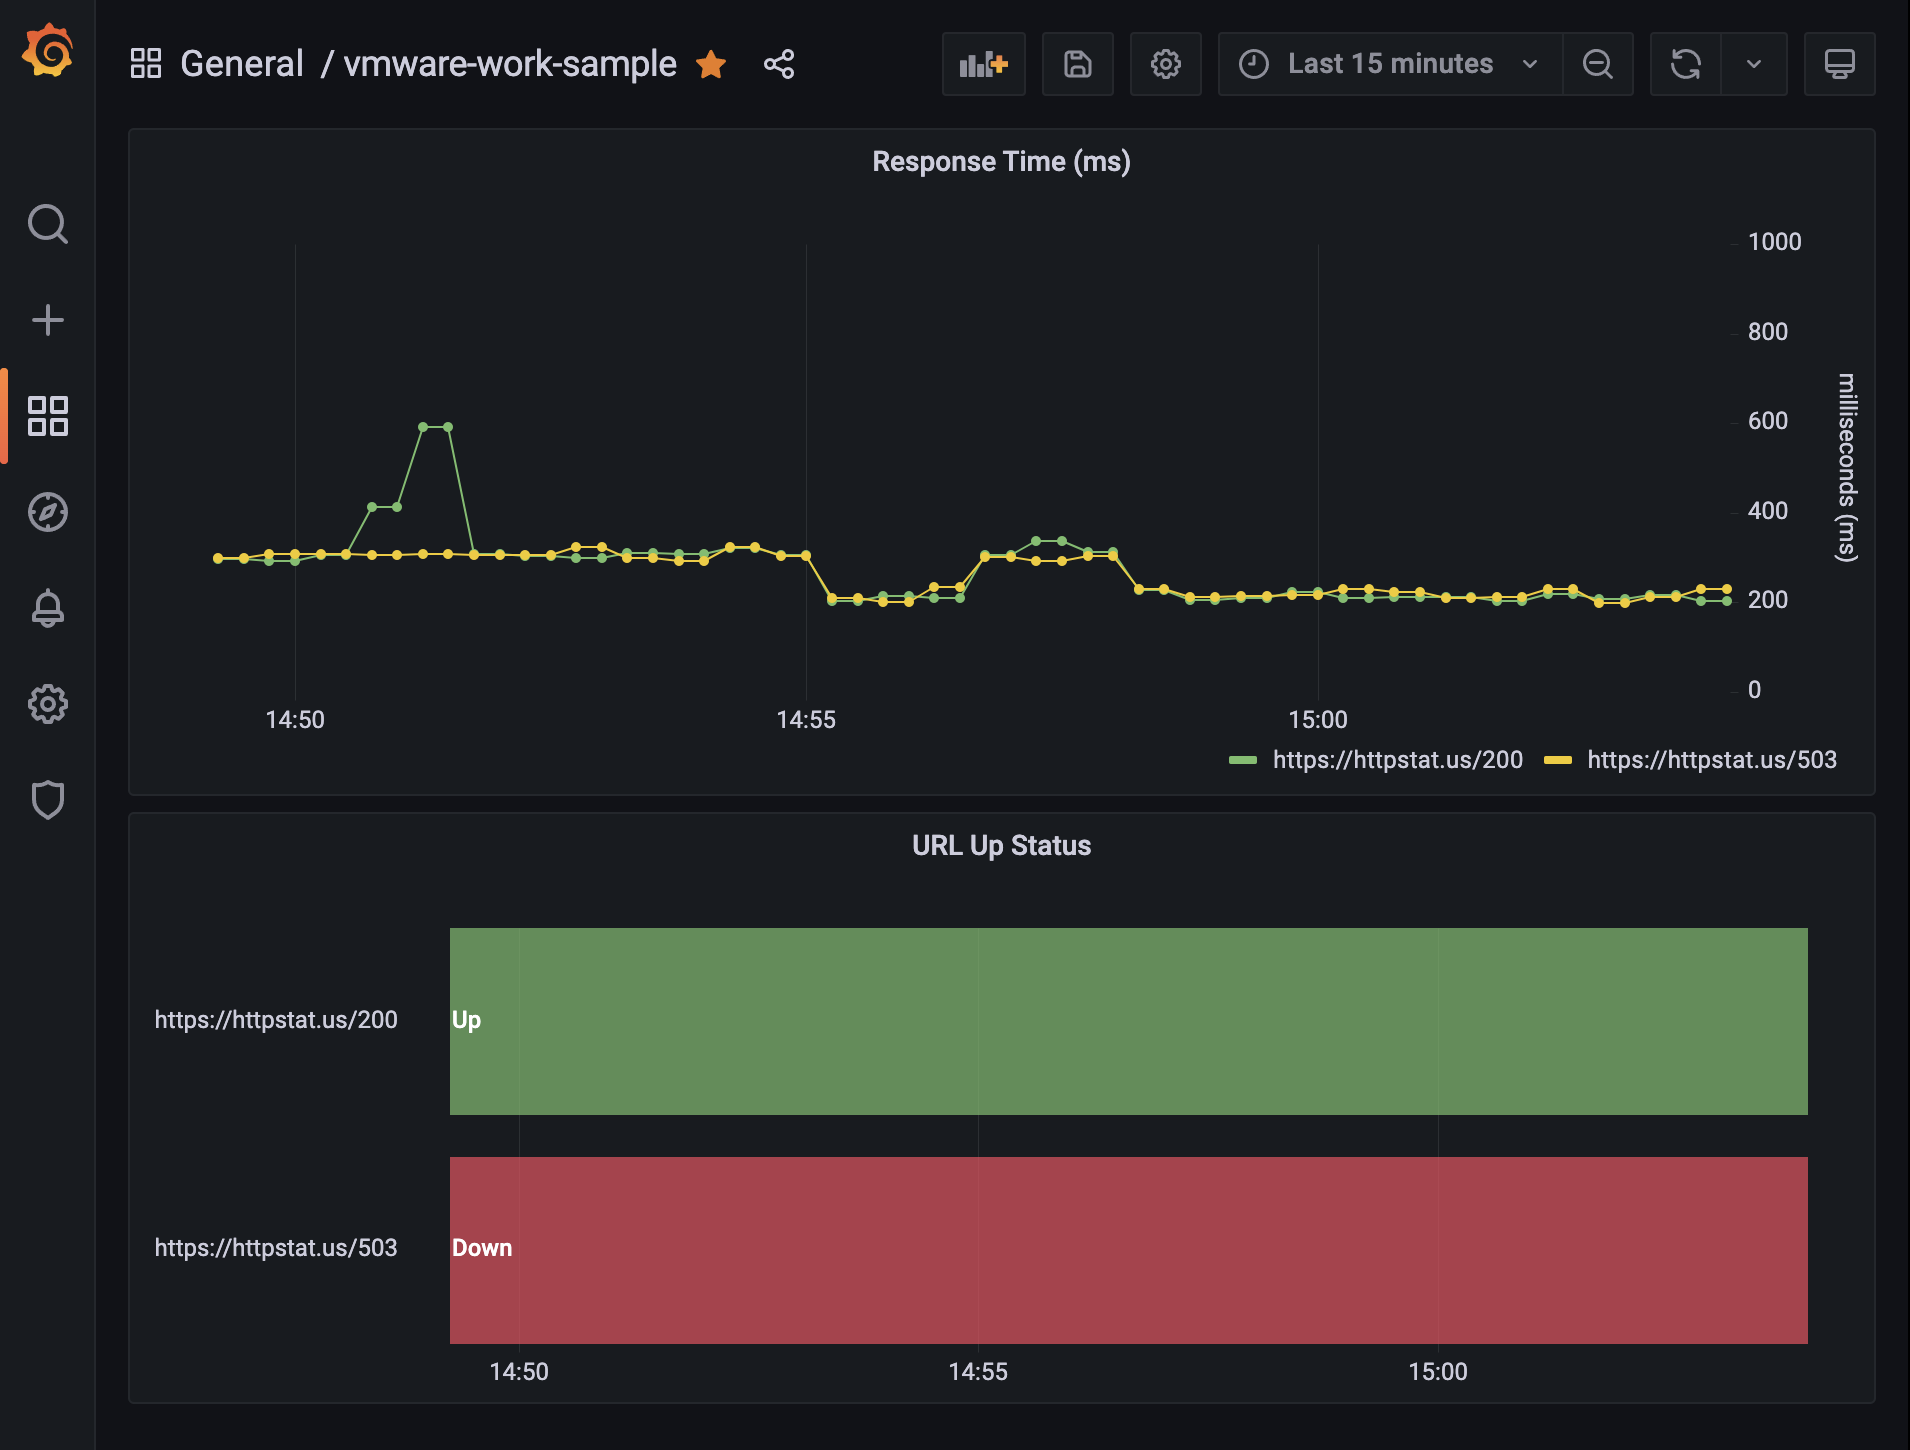 General / vmware-work-sample
Last 15 minutes
Response Time (ms)
1000
800
600
400
200
0
milliseconds (ms)
14:50 14:55 15:00
https://httpstat.us/200 https://httpstat.us/503
URL Up Status
https://httpstat.us/200 Up
https://httpstat.us/503 Down
14:50 14:55 15:00